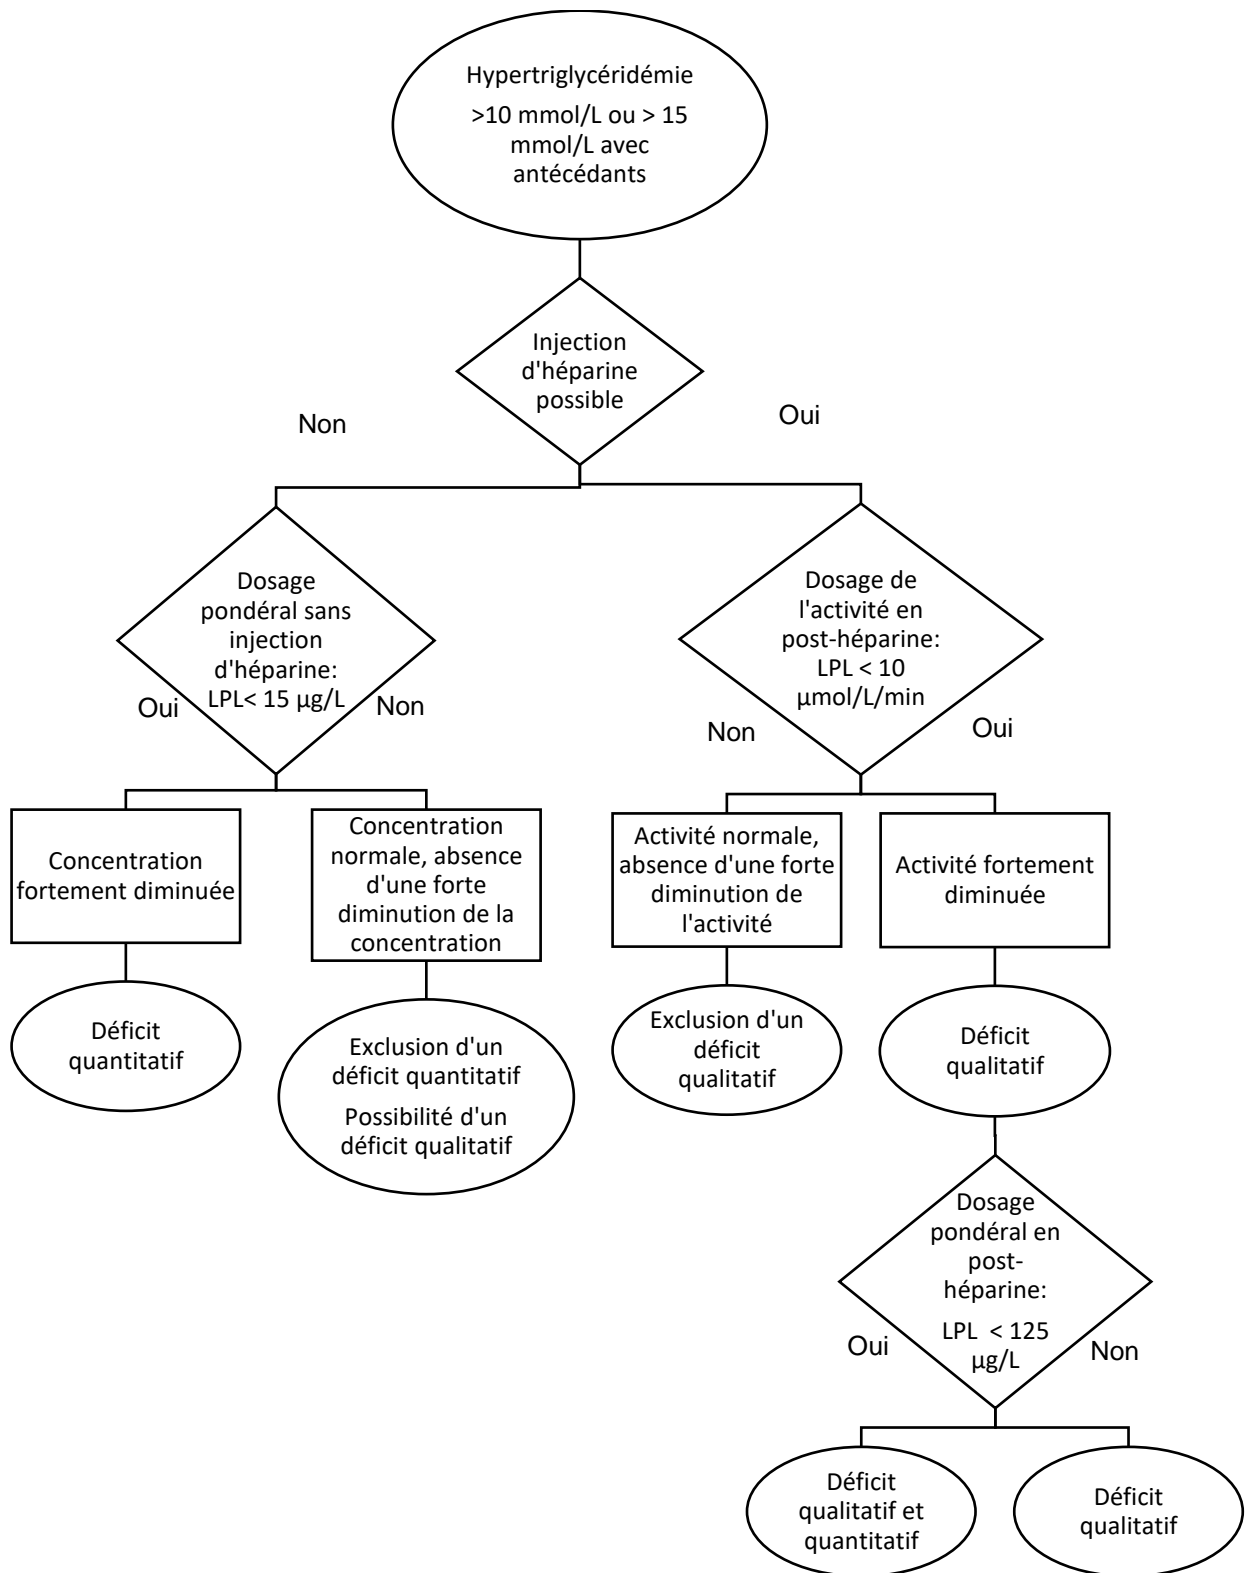 Hypertriglycéridémie
>10 mmol/L ou > 15
mmol/L avec
antécédants
Injection
d'héparine
possible
Non
Oui
Dosage
pondéral sans
injection
d'héparine:
LPL< 15 µg/L
Oui
Non
Dosage de
l'activité en
post-héparine:
LPL < 10
µmol/L/min
Non
Oui
Concentration
fortement diminuée
Concentration
normale, absence
d'une forte
diminution de la
concentration
Activité normale,
absence d'une forte
diminution de
l'activité
Activité fortement
diminuée
Déficit
quantitatif
Exclusion d'un
déficit quantitatif
Possibilité d'un
déficit qualitatif
Exclusion d'un
déficit
qualitatif
Déficit
qualitatif
Dosage
pondéral en
post-
héparine:
LPL < 125
µg/L
Oui
Non
Déficit
qualitatif et
quantitatif
Déficit
qualitatif